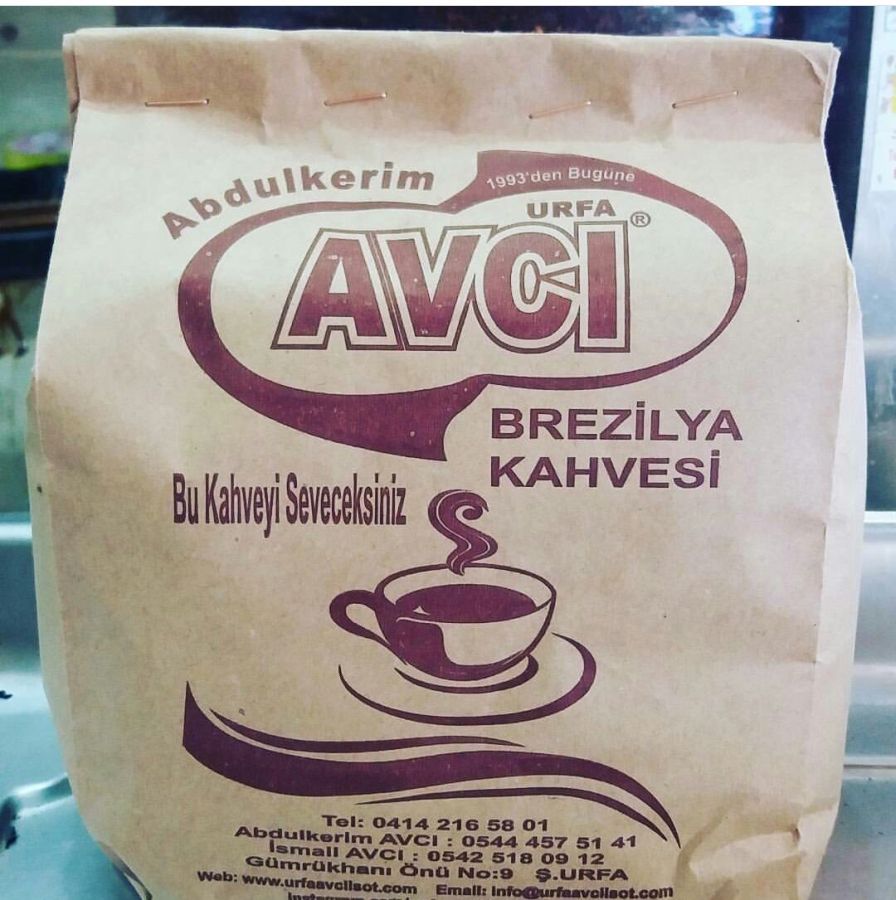 Abdulkerim
1993'den Bugüne
URFA
AVCI®
BREZİLYA
KAHVESİ
Bu Kahveyi Seveceksiniz
Tel: 0414 216 58 01
Abdulkerim AVCI : 0544 457 51 41
İsmail AVCI : 0542 518 09 12
Gümrükhanı Önü No:9 Ş.URFA
Web: www.urfaavciisot.com Email: info@urfaavciisot.com